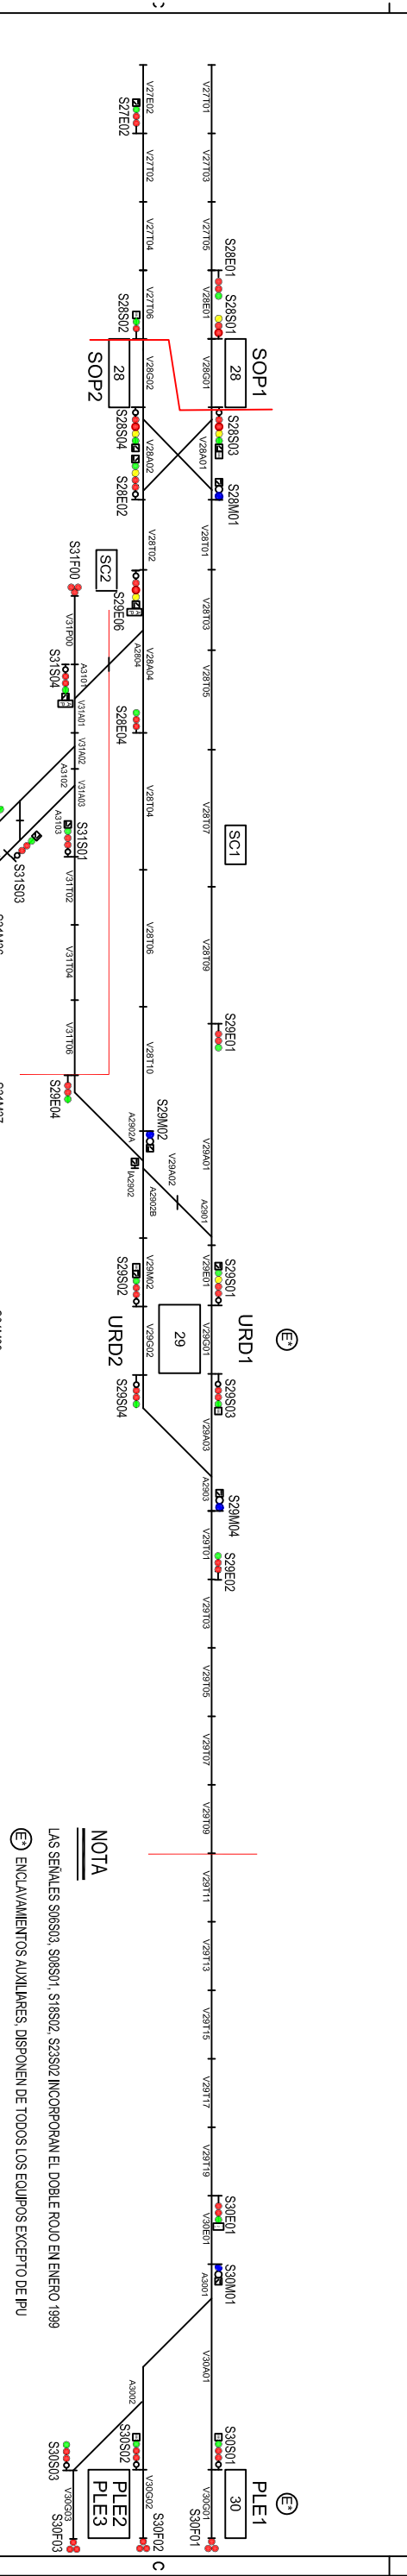 C
V27T01
V27T03
V27T05
S28E01
V28E01
S28S01
SOP1
28
V28G01
S28S03
V28A01
S28M01
V28T01
V28T03
V28T05
V28T07
SC1
V28T09
S29E01
V29A01
A2901
V29E01
S29S01
URD1
E*
V29G01
29
S29S03
V29A03
A2903
S29M04
V29T01
S29E02
V29T03
V29T05
V29T07
V29T09
V29T11
V29T13
V29T15
V29T17
V29T19
S30E01
V30E01
S30M01
A3001
V30A01
S30S01
PLE1
E*
30
V30G01
S30F01
V27E02
S27E02
V27T02
V27T04
V27T06
S28S02
V28G02
28
SOP2
S28S04
V28A02
S28E02
V28T02
S29E06
SC2
A2804
V28A04
S28E04
V28T04
V28T06
V28T10
S29M02
A2902A
A2902
A2902B
V29A02
V29M02
S29S02
V29G02
URD2
S29S04
A3002
S30S02
V30G02
PLE2
PLE3
S30F02
S30S03
V30G03
S30F03
S31F00
V31P00
A3101
S31S04
V31A01
V31A02
A3102
V31A03
A3103
S31S01
S31S03
V31T02
V31T04
V31T06
S29E04
NOTA
LAS SEÑALES S06S03, S08S01, S18S02, S23S02 INCORPORAN EL DOBLE ROJO EN ENERO 1999
E* ENCLAVAMIENTOS AUXILIARES, DISPONEN DE TODOS LOS EQUIPOS EXCEPTO DE IPU
C